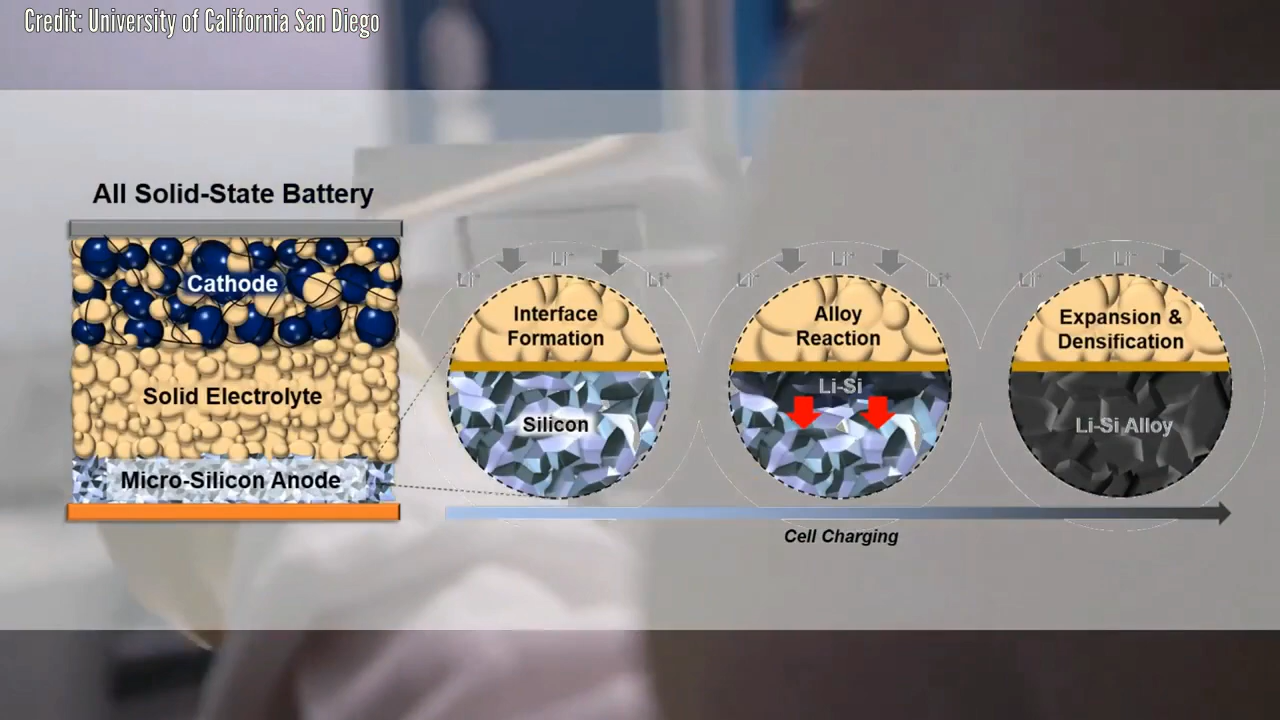 Credit: University of California San Diego
All Solid-State Battery
Cathode
Solid Electrolyte
Micro-Silicon Anode
Li⁺ Li⁺ Li⁺
Interface
Formation
Silicon
Li⁺ Li⁺ Li⁺
Alloy
Reaction
Li-Si
Li⁺ Li⁺ Li⁺
Expansion &
Densification
Li-Si Alloy
Cell Charging